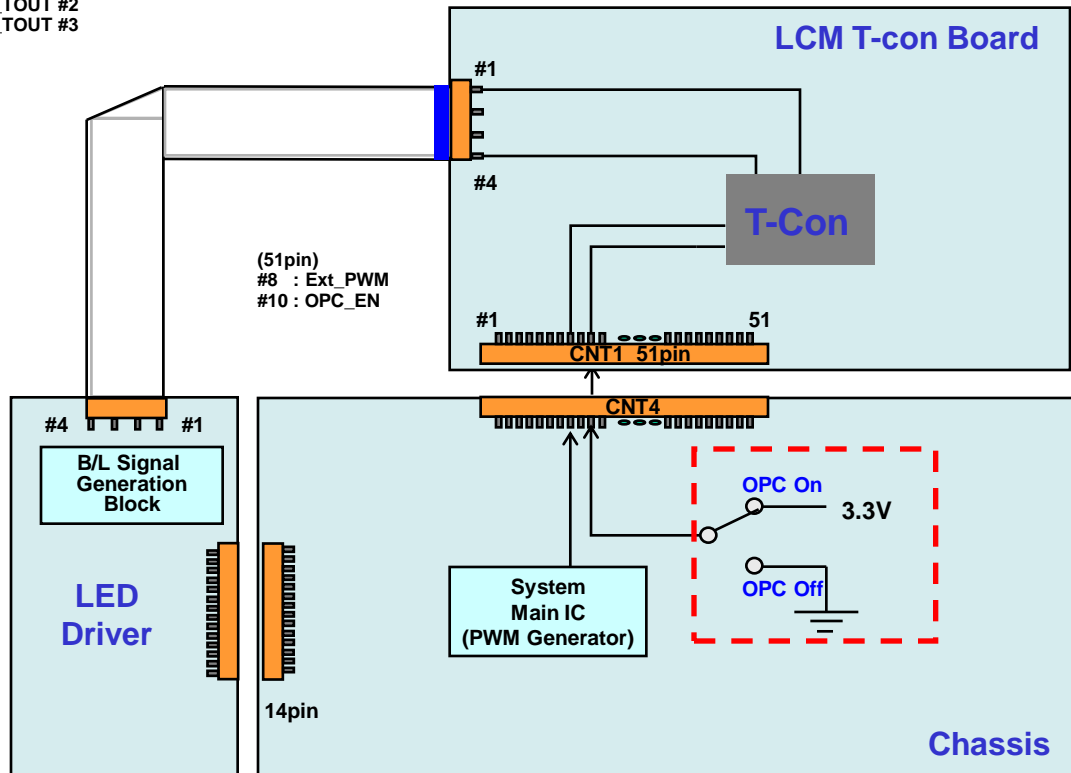 _TOUT #2
_TOUT #3
LCM T-con Board
#1
#4
T-Con
(51pin)
#8 : Ext_PWM
#10 : OPC_EN
#1
51
CNT1 51pin
CNT4
#4
#1
B/L Signal
Generation
Block
OPC On
3.3V
OPC Off
System
Main IC
(PWM Generator)
LED
Driver
14pin
Chassis